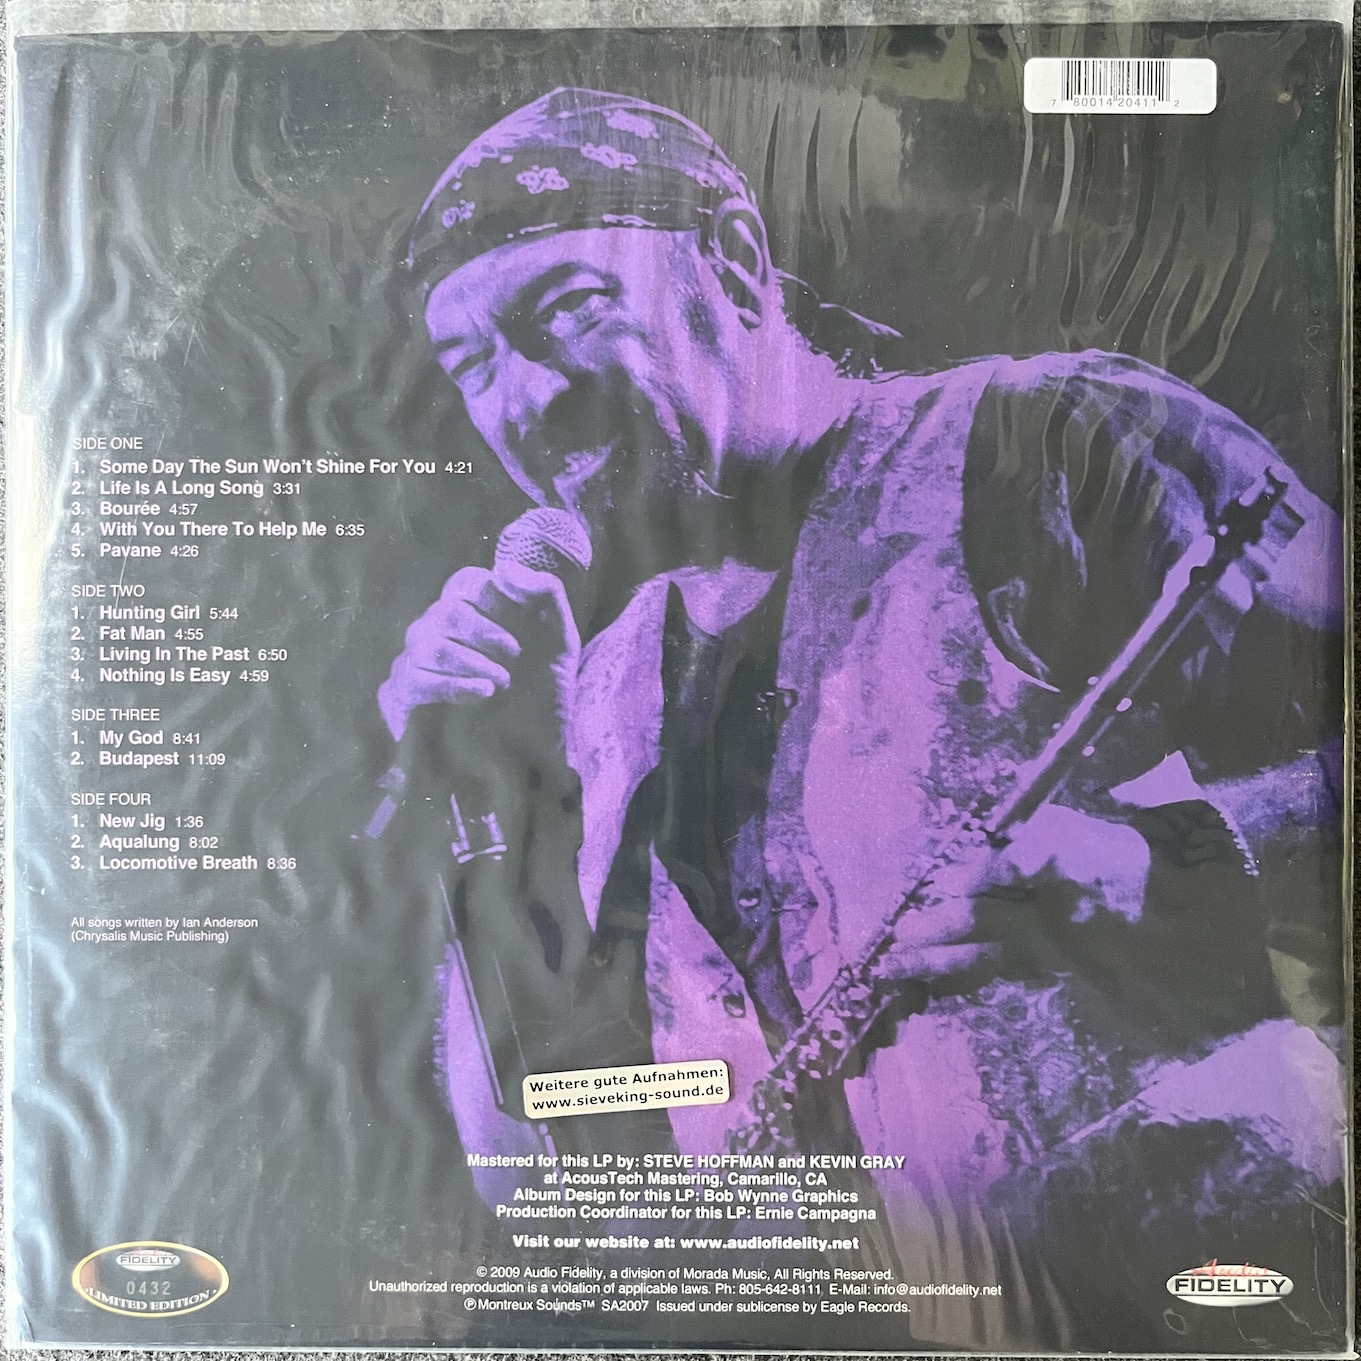 7 80014 20411 2
SIDE ONE
1. Some Day The Sun Won't Shine For You 4:21
2. Life Is A Long Song 3:31
3. Bourée 4:57
4. With You There To Help Me 6:35
5. Pavane 4:26
SIDE TWO
1. Hunting Girl 5:44
2. Fat Man 4:55
3. Living In The Past 6:50
4. Nothing Is Easy 4:59
SIDE THREE
1. My God 8:41
2. Budapest 11:09
SIDE FOUR
1. New Jig 1:36
2. Aqualung 8:02
3. Locomotive Breath 8:36
All songs written by Ian Anderson
(Chrysalis Music Publishing)
Weitere gute Aufnahmen:
www.sieveking-sound.de
Mastered for this LP by: STEVE HOFFMAN and KEVIN GRAY
at AcousTech Mastering, Camarillo, CA
Album Design for this LP: Bob Wynne Graphics
Production Coordinator for this LP: Ernie Campagna
Visit our website at: www.audiofidelity.net
© 2009 Audio Fidelity, a division of Morada Music, All Rights Reserved.
Unauthorized reproduction is a violation of applicable laws. Ph: 805-642-8111 E-Mail: info@audiofidelity.net
℗Montreux Sounds™ SA2007 Issued under sublicense by Eagle Records.
Audio
FIDELITY
0432
•LIMITED EDITION•
Audio
FIDELITY